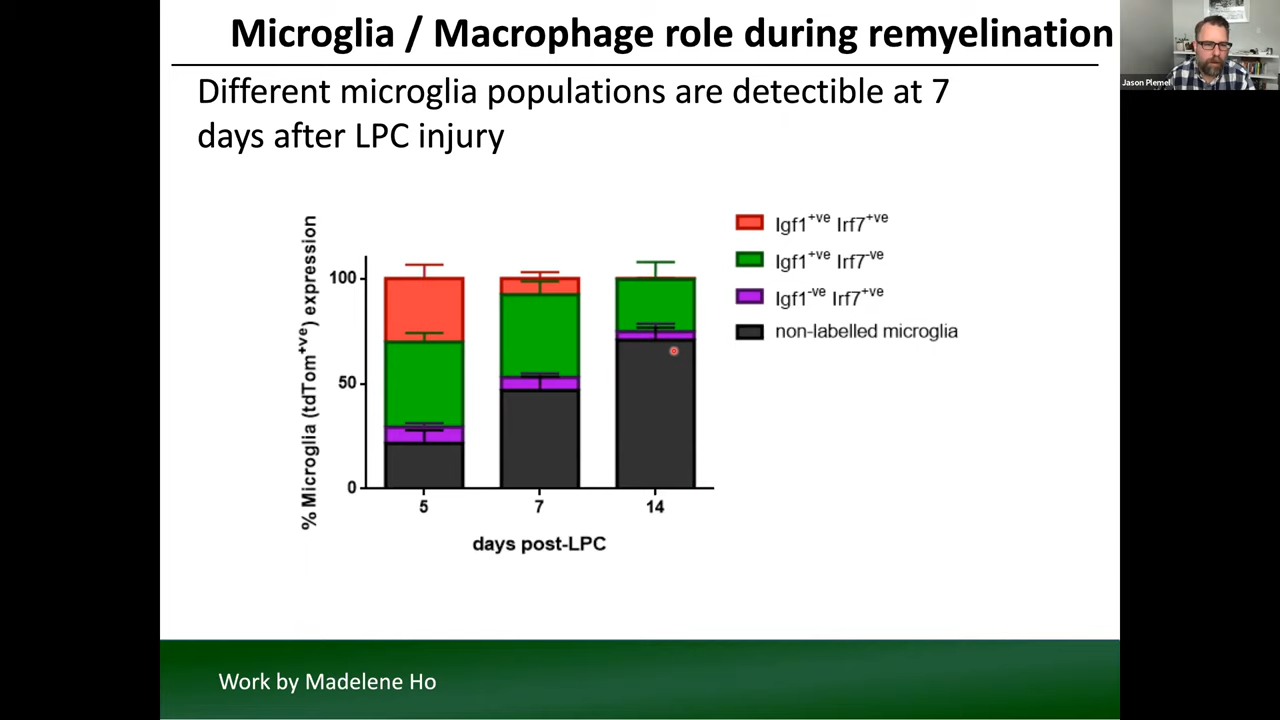 Microglia / Macrophage role during remyelination
Jason Plemel
Different microglia populations are detectible at 7
days after LPC injury
% Microglia (tdTom+ve) expression
100
50
0
5
7
14
days post-LPC
Igf1+ve Irf7+ve
Igf1+ve Irf7-ve
Igf1-ve Irf7+ve
non-labelled microglia
Work by Madelene Ho